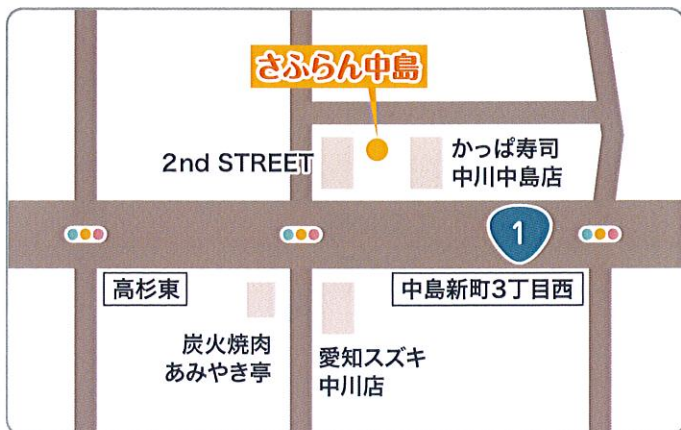 さふらん中島
2nd STREET
かっぱ寿司
中川中島店
1
高杉東
中島新町3丁目西
炭火焼肉
あみやき亭
愛知スズキ
中川店